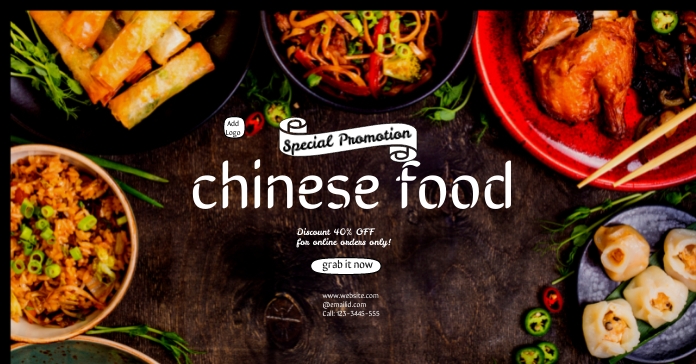 Add
Logo
Special Promotion
chinese food
Discount 40% OFF
for online orders only!
grab it now
www.website.com
@emailid.com
Call: 123-3445-555